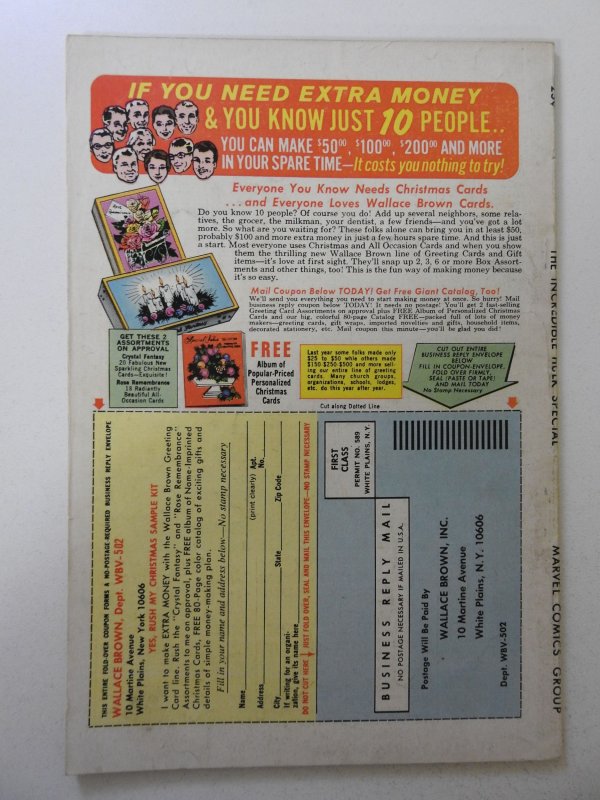 IF YOU NEED EXTRA MONEY
& YOU KNOW JUST 10 PEOPLE..
YOU CAN MAKE $50⁰⁰, $100⁰⁰, $200⁰⁰ AND MORE
IN YOUR SPARE TIME—It costs you nothing to try!
Everyone You Know Needs Christmas Cards
...and Everyone Loves Wallace Brown Cards.
Do you know 10 people? Of course you do! Add up several neighbors, some rela-
tives, the grocer, the milkman, your dentist, a few friends—and you've got a lot
more. So what are you waiting for? These folks alone can bring you in at least $50,
probably $100 and more extra money in just a few hours spare time. And this is just
a start. Most everyone uses Christmas and All Occasion Cards and when you show
them the thrilling new Wallace Brown line of Greeting Cards and Gift
items—it's love at first sight. They'll snap up 2, 3, 6 or more Box Assort-
ments and other things, too! This is the fun way of making money because
it's so easy.
Mail Coupon Below TODAY! Get Free Giant Catalog, Too!
We'll send you everything you need to start making money at once. So hurry! Mail
business reply coupon below TODAY! It needs no postage! You'll get 2 fast-selling
Greeting Card Assortments on approval plus FREE Album of Personalized Christmas
Cards and our big, colorful 80-page Catalog FREE—packed full of lots of money
makers—greeting cards, gift wraps, imported novelties and gifts, household items,
decorated stationery, etc. Mail coupon this minute—you'll be glad you did!
GET THESE 2
ASSORTMENTS
ON APPROVAL
Crystal Fantasy
20 Fabulous New
Sparkling Christmas
Cards—Exquisite!
Rose Remembrance
18 Radiantly
Beautiful All-
Occasion Cards
FREE
Album of
Popular-Priced
Personalized
Christmas
Cards
Last year some folks made only
$25 to $50 while others made
$150, $250, $500 and more sell-
ing our entire line of greeting
cards. Many church groups,
organizations, schools, lodges,
etc. do this year after year.
CUT OUT ENTIRE
BUSINESS REPLY ENVELOPE
BELOW
FILL IN COUPON-ENVELOPE,
FOLD OVER FIRMLY,
SEAL (PASTE OR TAPE)
AND MAIL TODAY
No Stamp Necessary
Cut along Dotted Line
THIS ENTIRE FOLD-OVER COUPON FORMS A NO-POSTAGE-REQUIRED BUSINESS REPLY ENVELOPE
WALLACE BROWN, Dept. WBV-502
10 Martine Avenue
White Plains, New York 10606
YES, RUSH MY CHRISTMAS SAMPLE KIT
I want to make EXTRA MONEY with the Wallace Brown Greeting
Card line. Rush the "Crystal Fantasy" and "Rose Remembrance"
Assortments to me on approval, plus FREE album of Name-Imprinted
Christmas Cards, FREE 80-Page color catalog of exciting gifts and
details of simple money-making plan.
Fill in your name and address below—No stamp necessary
Name
(print clearly)
Address
Apt.
No.
City
State
Zip Code
If writing for an organi-
zation, give its name here
DO NOT CUT HERE
JUST FOLD OVER, SEAL AND MAIL THIS ENVELOPE—NO STAMP NECESSARY
FIRST
CLASS
PERMIT NO. 589
WHITE PLAINS, N.Y.
BUSINESS REPLY MAIL
NO POSTAGE NECESSARY IF MAILED IN U.S.A.
Postage Will Be Paid By
WALLACE BROWN, INC.
10 Martine Avenue
White Plains, N.Y. 10606
Dept. WBV-502
THE INCREDIBLE HULK SPECIAL
MARVEL COMICS GROUP